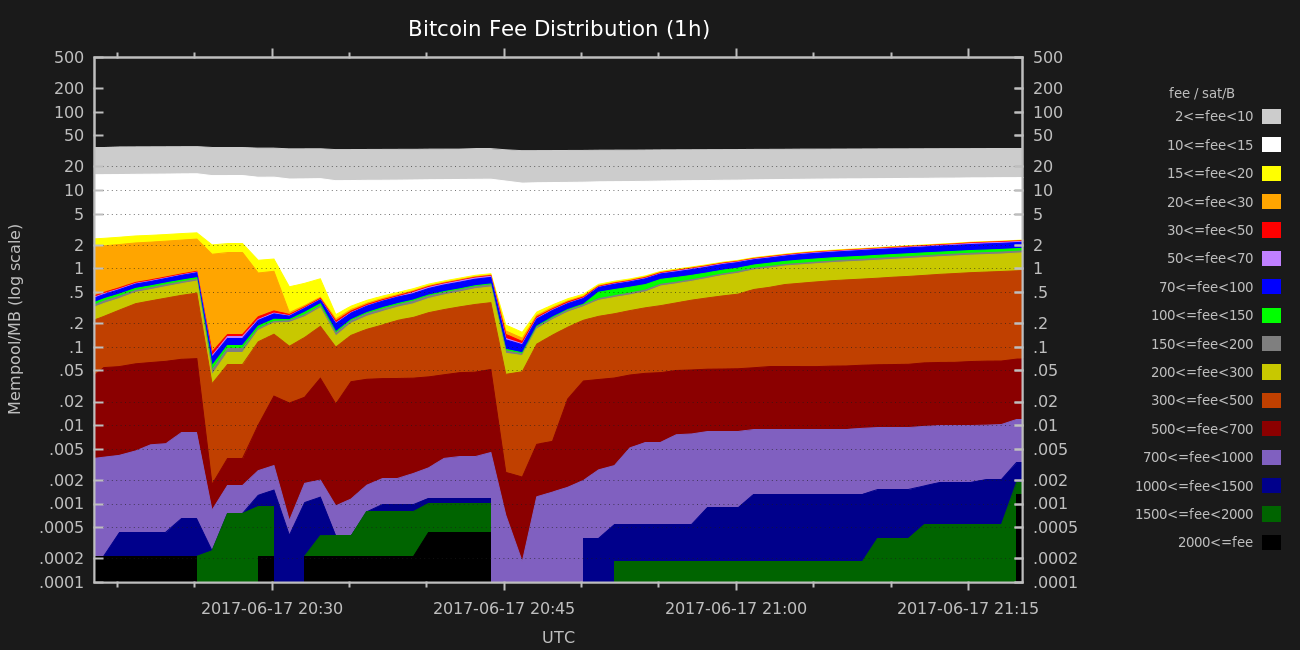 Bitcoin Fee Distribution (1h)
Mempool/MB (log scale)
500
200
100
50
20
10
5
2
1
.5
.2
.1
.05
.02
.01
.005
.002
.001
.0005
.0002
.0001
500
200
100
50
20
10
5
2
1
.5
.2
.1
.05
.02
.01
.005
.002
.001
.0005
.0002
.0001
2017-06-17 20:30
2017-06-17 20:45
2017-06-17 21:00
2017-06-17 21:15
UTC
fee / sat/B
2<=fee<10
10<=fee<15
15<=fee<20
20<=fee<30
30<=fee<50
50<=fee<70
70<=fee<100
100<=fee<150
150<=fee<200
200<=fee<300
300<=fee<500
500<=fee<700
700<=fee<1000
1000<=fee<1500
1500<=fee<2000
2000<=fee